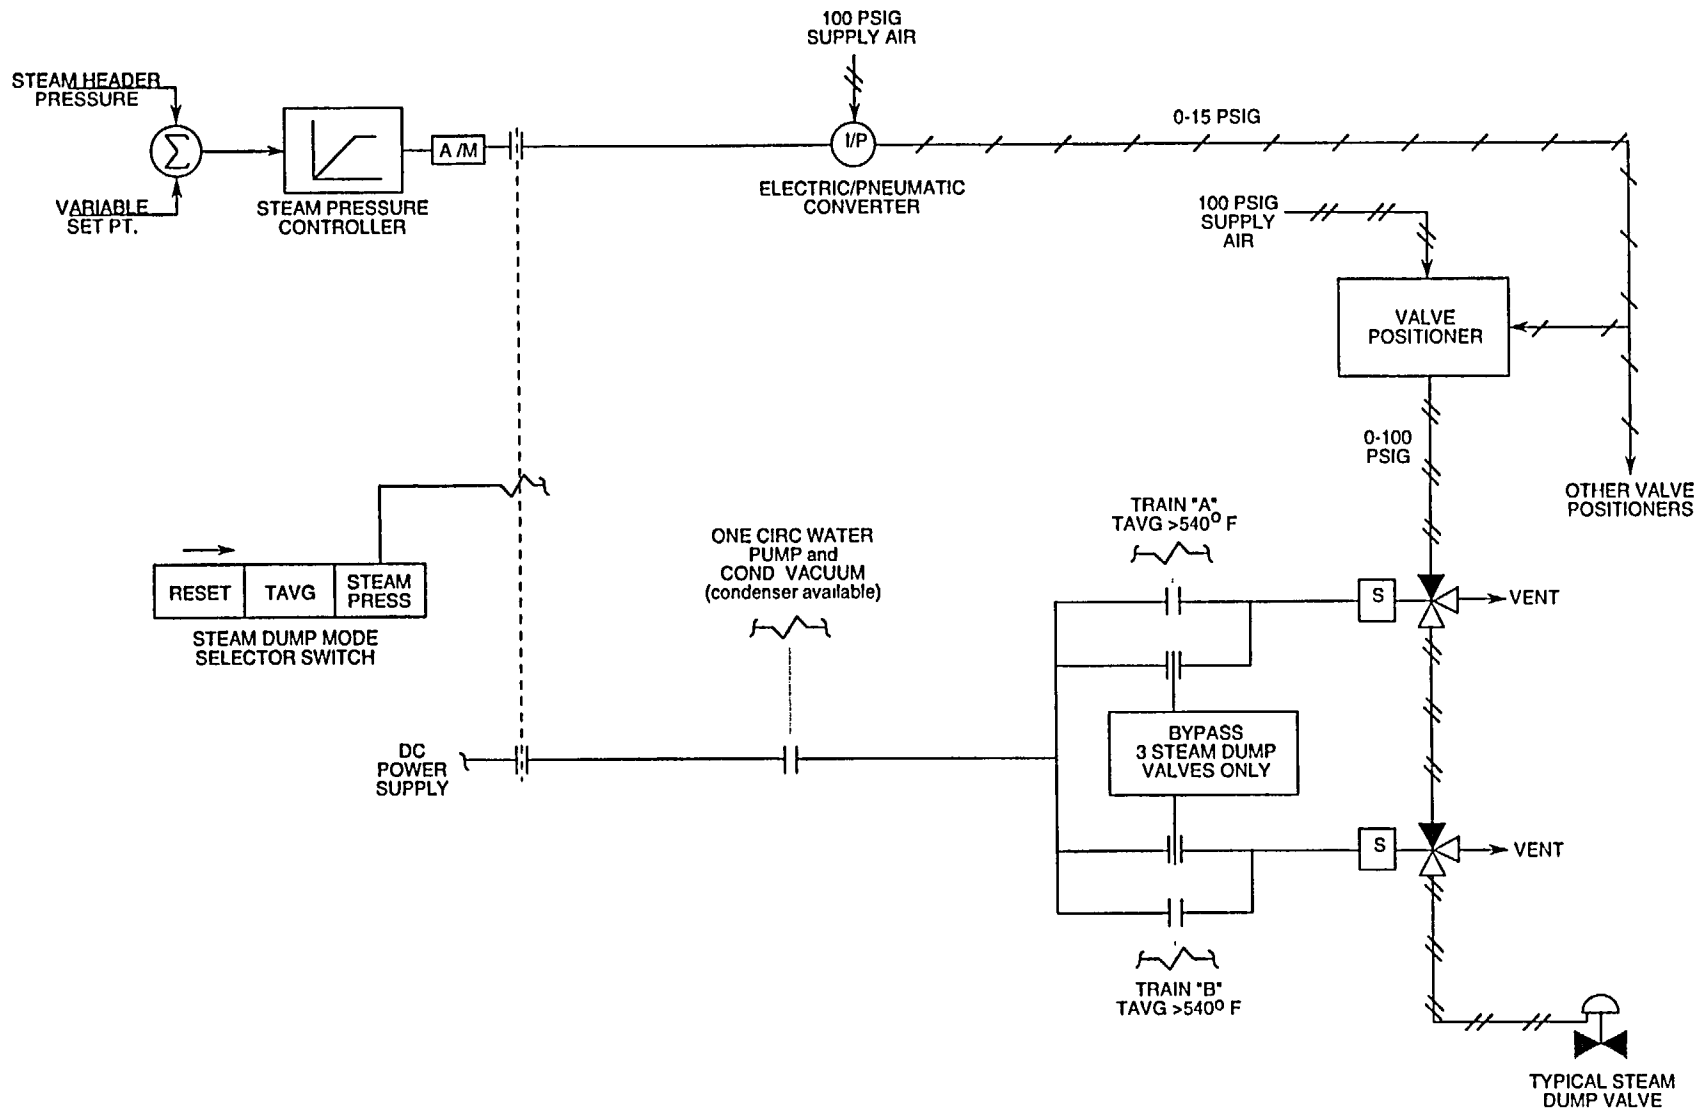 100 PSIG
SUPPLY AIR
STEAM HEADER
PRESSURE
Σ
A/M
I/P
0-15 PSIG
VARIABLE
SET PT.
STEAM PRESSURE
CONTROLLER
ELECTRIC/PNEUMATIC
CONVERTER
100 PSIG
SUPPLY
AIR
VALVE
POSITIONER
0-100
PSIG
OTHER VALVE
POSITIONERS
TRAIN "A"
TAVG >540⁰ F
ONE CIRC WATER
PUMP and
COND VACUUM
(condenser available)
RESET
TAVG
STEAM
PRESS
STEAM DUMP MODE
SELECTOR SWITCH
S
VENT
DC
POWER
SUPPLY
BYPASS
3 STEAM DUMP
VALVES ONLY
S
VENT
TRAIN "B"
TAVG >540⁰ F
TYPICAL STEAM
DUMP VALVE